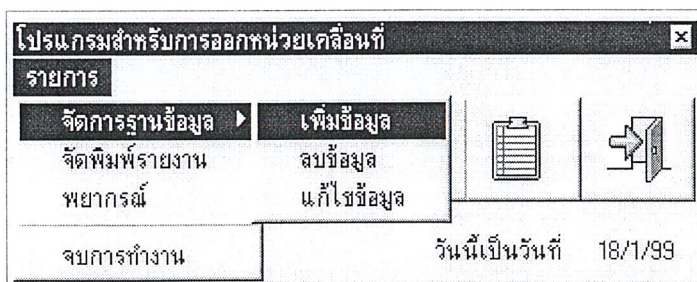 โปรแกรมสำหรับการออกหน่วยเคลื่อนที่
รายการ
จัดการฐานข้อมูล เพิ่มข้อมูล
จัดพิมพ์รายงาน ลบข้อมูล
พยากรณ์ แก้ไขข้อมูล
จบการทำงาน วันนี้เป็นวันที่ 18/1/99